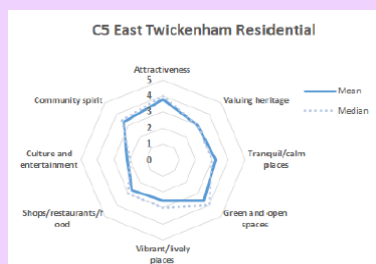 C5 East Twickenham Residential
Attractiveness
5
4
3
2
1
0
Valuing heritage
Tranquil/calm
places
Green and open
spaces
Vibrant/lively
places
Shops/restaurants/f
ood
Culture and
entertainment
Community spirit
Mean
Median